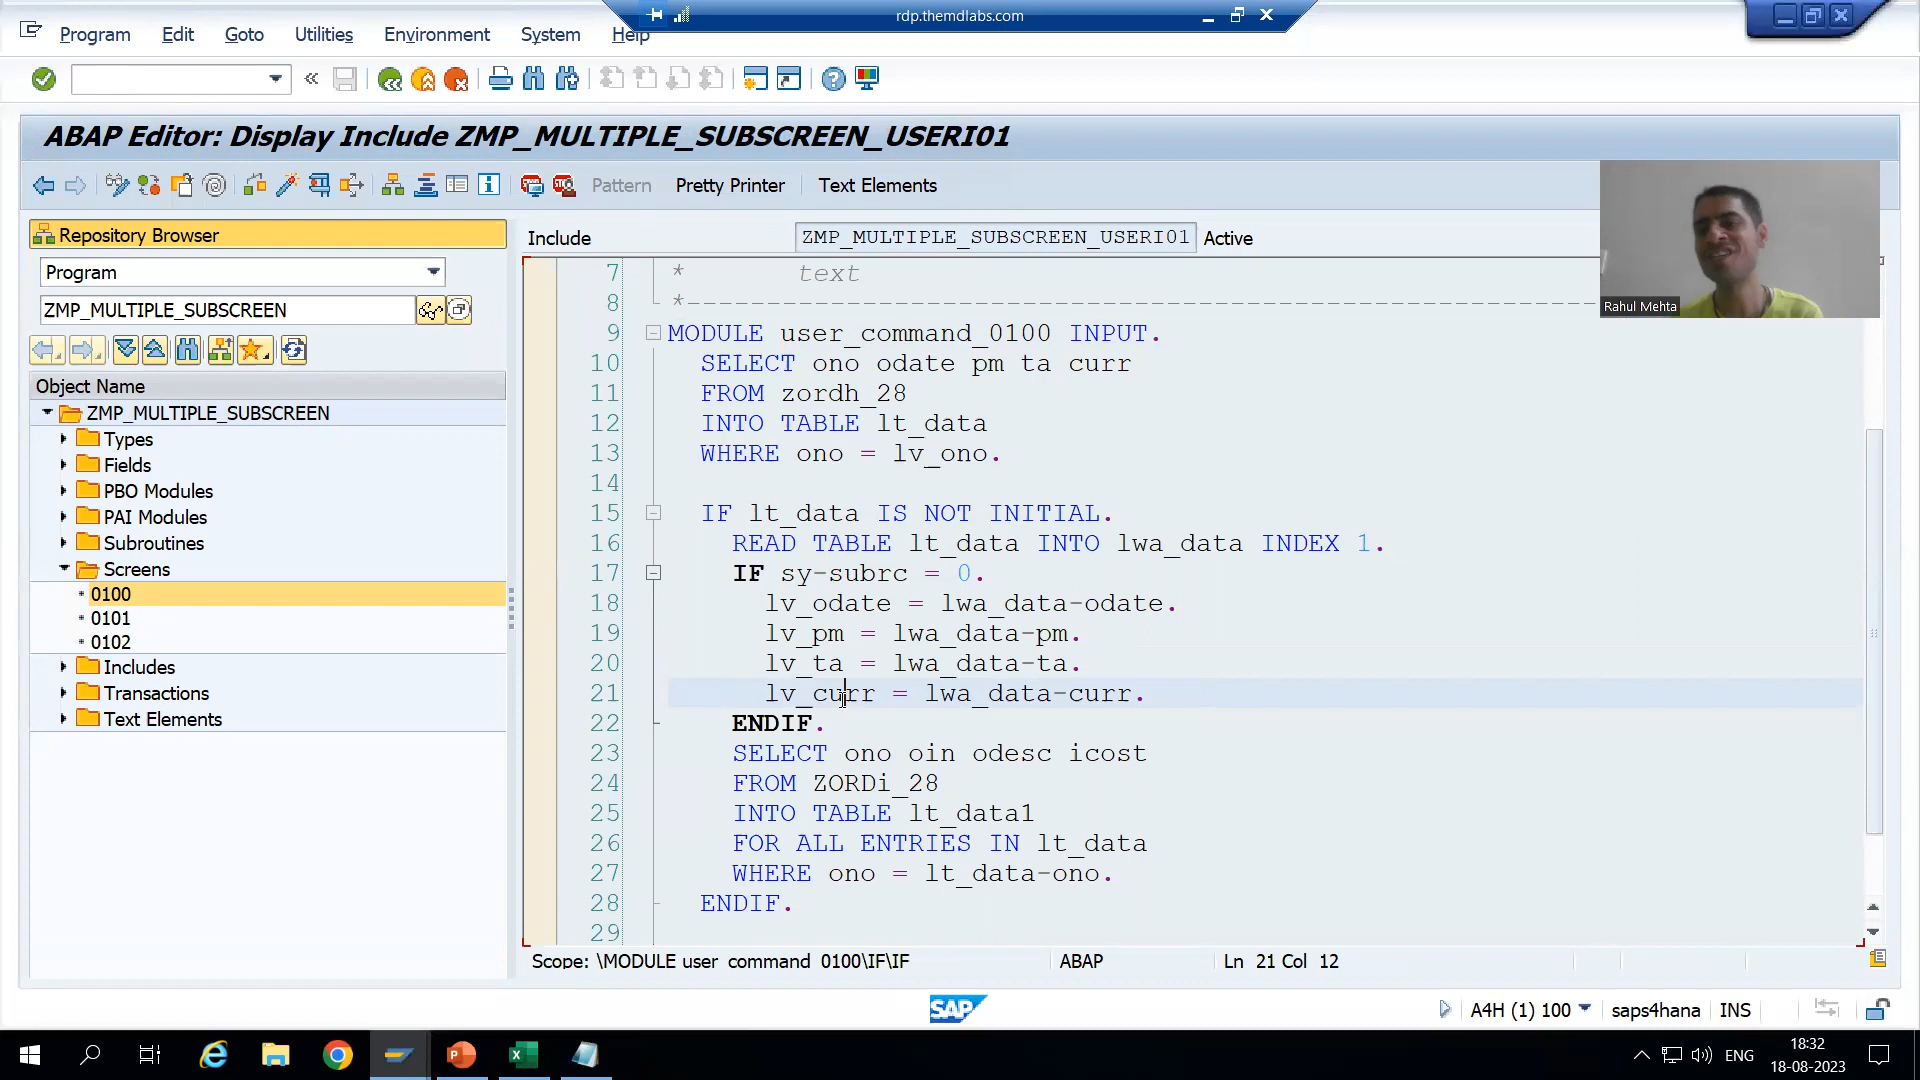 rdp.themdlabs.com
Program Edit Goto Utilities Environment System Help
ABAP Editor: Display Include ZMP_MULTIPLE_SUBSCREEN_USERI01
Pattern Pretty Printer Text Elements
Rahul Mehta
Repository Browser
Program
ZMP_MULTIPLE_SUBSCREEN
Object Name
ZMP_MULTIPLE_SUBSCREEN
Types
Fields
PBO Modules
PAI Modules
Subroutines
Screens
0100
0101
0102
Includes
Transactions
Text Elements
Include ZMP_MULTIPLE_SUBSCREEN_USERI01 Active
7 * text
8 *----------------------------------------------------------------------
9 MODULE user_command_0100 INPUT.
10 SELECT ono odate pm ta curr
11 FROM zordh_28
12 INTO TABLE lt_data
13 WHERE ono = lv_ono.
14
15 IF lt_data IS NOT INITIAL.
16 READ TABLE lt_data INTO lwa_data INDEX 1.
17 IF sy-subrc = 0.
18 lv_odate = lwa_data-odate.
19 lv_pm = lwa_data-pm.
20 lv_ta = lwa_data-ta.
21 lv_curr = lwa_data-curr.
22 ENDIF.
23 SELECT ono oin odesc icost
24 FROM ZORDi_28
25 INTO TABLE lt_data1
26 FOR ALL ENTRIES IN lt_data
27 WHERE ono = lt_data-ono.
28 ENDIF.
29
Scope: \MODULE user command 0100\IF\IF ABAP Ln 21 Col 12
SAP
A4H (1) 100 saps4hana INS
ENG
18:32
18-08-2023